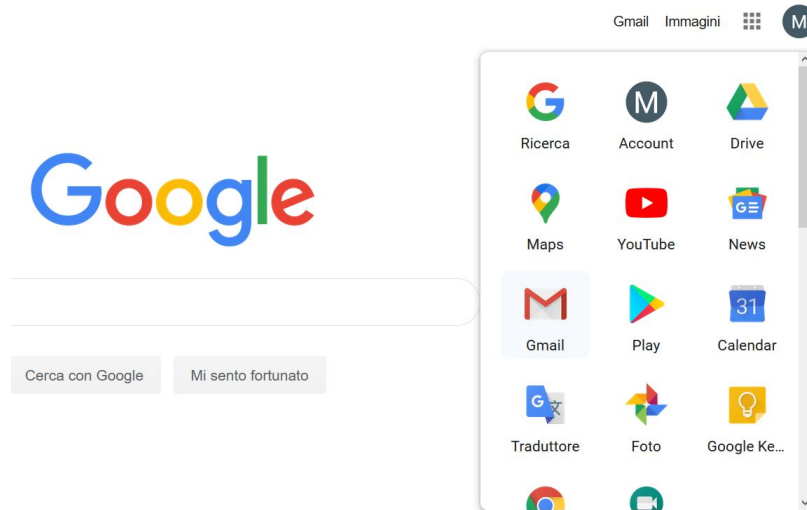 Gmail Immagini M
Google
Cerca con Google Mi sento fortunato
G M
Ricerca Account Drive
G
Maps YouTube News
M 31
Gmail Play Calendar
G 文
Traduttore Foto Google Ke...